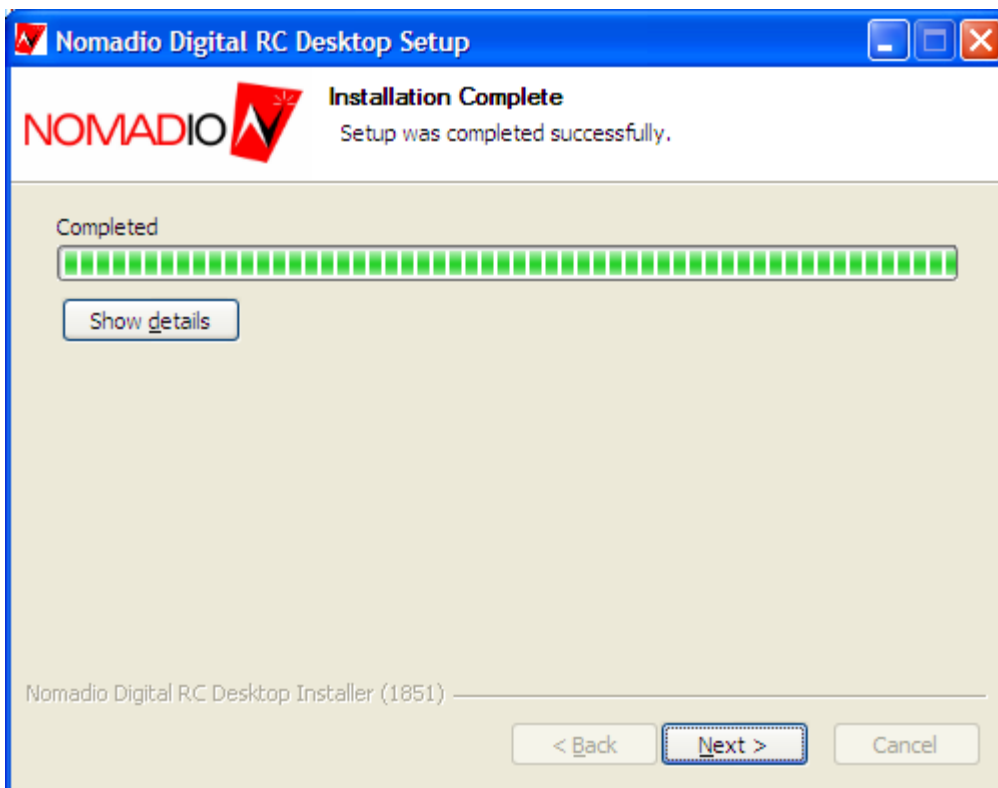 Nomadio Digital RC Desktop Setup
NOMADIO
Installation Complete
Setup was completed successfully.
Completed
Show details
Nomadio Digital RC Desktop Installer (1851)
< Back Next > Cancel